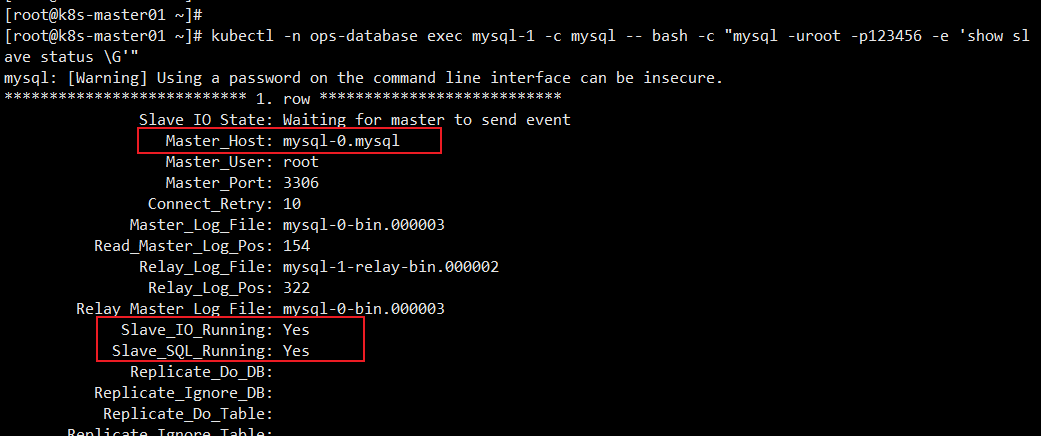 [root@k8s-master01 ~]#
[root@k8s-master01 ~]# kubectl -n ops-database exec mysql-1 -c mysql -- bash -c "mysql -uroot -p123456 -e 'show sl
ave status \G'"
mysql: [Warning] Using a password on the command line interface can be insecure.
*************************** 1. row ***************************
Slave_IO_State: Waiting for master to send event
Master_Host: mysql-0.mysql
Master_User: root
Master_Port: 3306
Connect_Retry: 10
Master_Log_File: mysql-0-bin.000003
Read_Master_Log_Pos: 154
Relay_Log_File: mysql-1-relay-bin.000002
Relay_Log_Pos: 322
Relay_Master_Log_File: mysql-0-bin.000003
Slave_IO_Running: Yes
Slave_SQL_Running: Yes
Replicate_Do_DB:
Replicate_Ignore_DB:
Replicate_Do_Table:
Replicate_Ignore_Table: